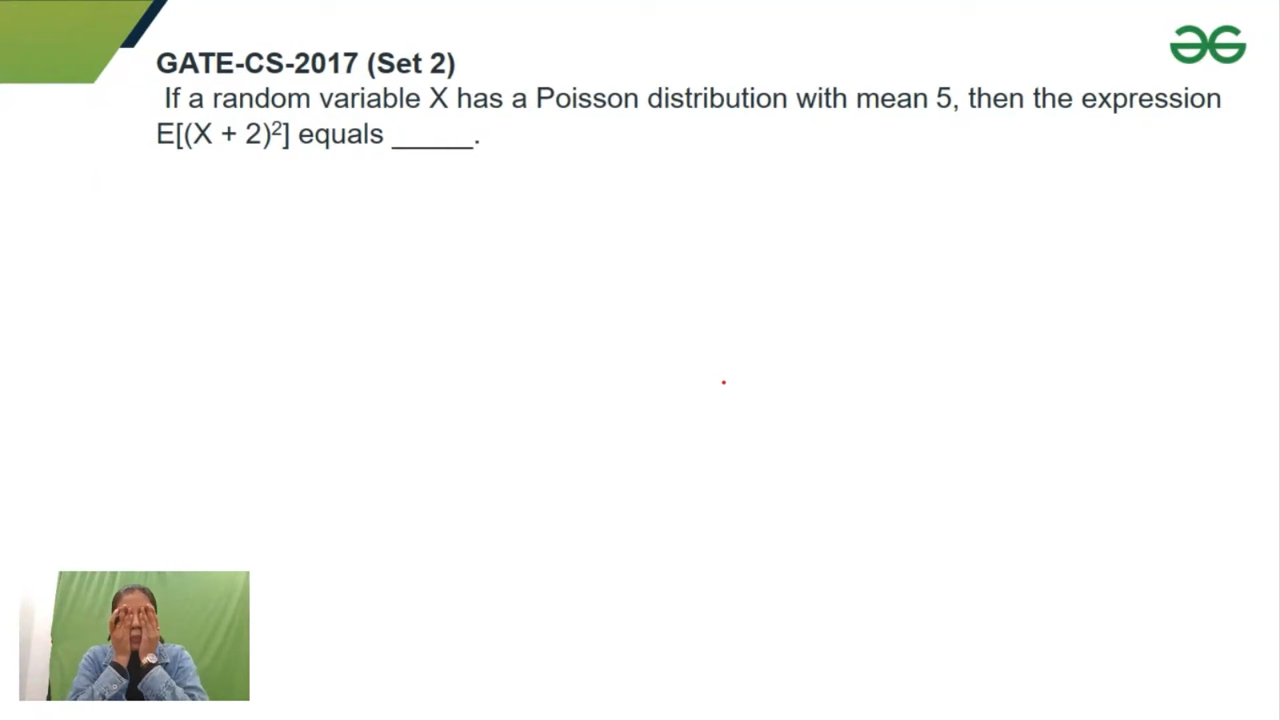 GATE-CS-2017 (Set 2)
If a random variable X has a Poisson distribution with mean 5, then the expression
E[(X + 2)²] equals _____.